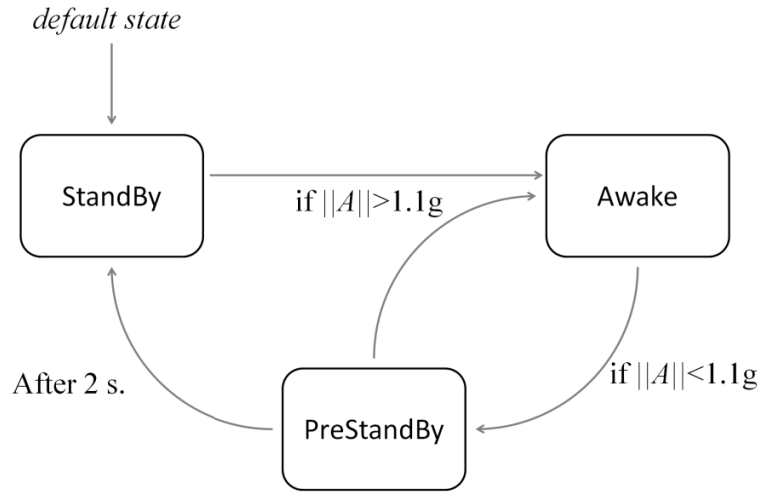 default state
StandBy
Awake
if ||A||>1.1g
if ||A||<1.1g
After 2 s.
PreStandBy